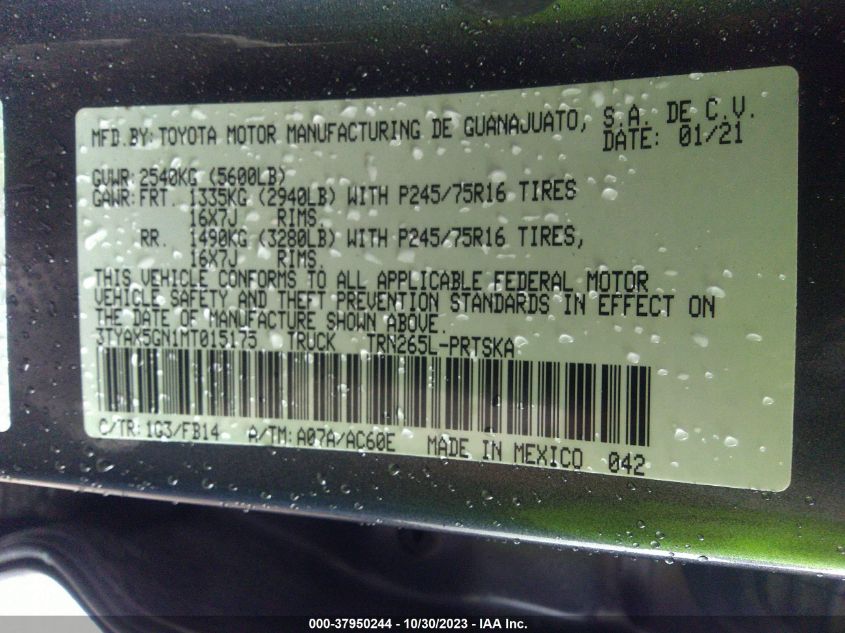 MFD.BY: TOYOTA MOTOR MANUFACTURING DE GUANAJUATO, S.A. DE C.V.
DATE: 01/21
GVWR: 2540KG (5600LB)
GAWR: FRT. 1335KG (2940LB) WITH P245/75R16 TIRES
16X7J RIMS
RR. 1490KG (3280LB) WITH P245/75R16 TIRES,
16X7J RIMS
THIS VEHICLE CONFORMS TO ALL APPLICABLE FEDERAL MOTOR
VEHICLE SAFETY AND THEFT PREVENTION STANDARDS IN EFFECT ON
THE DATE OF MANUFACTURE SHOWN ABOVE.
3TYAX5GN1MT015175 TRUCK TRN265L-PRTSKA
C/TR: 1G3/FB14 A/TM: A07A/AC60E MADE IN MEXICO 042
000-37950244 - 10/30/2023 - IAA Inc.